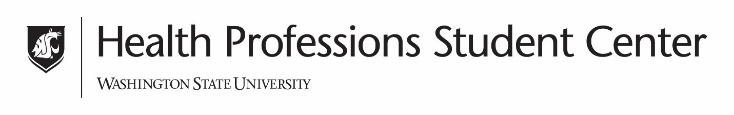 Health Professions Student Center
WASHINGTON STATE UNIVERSITY